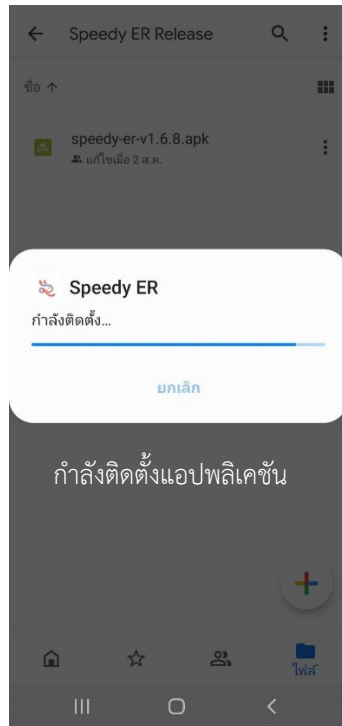 Speedy ER Release
ชื่อ
speedy-er-v1.6.8.apk
แก้ไขเมื่อ 2 ส.ค.
Speedy ER
กำลังติดตั้ง...
ยกเลิก
กำลังติดตั้งแอปพลิเคชัน
ไฟล์